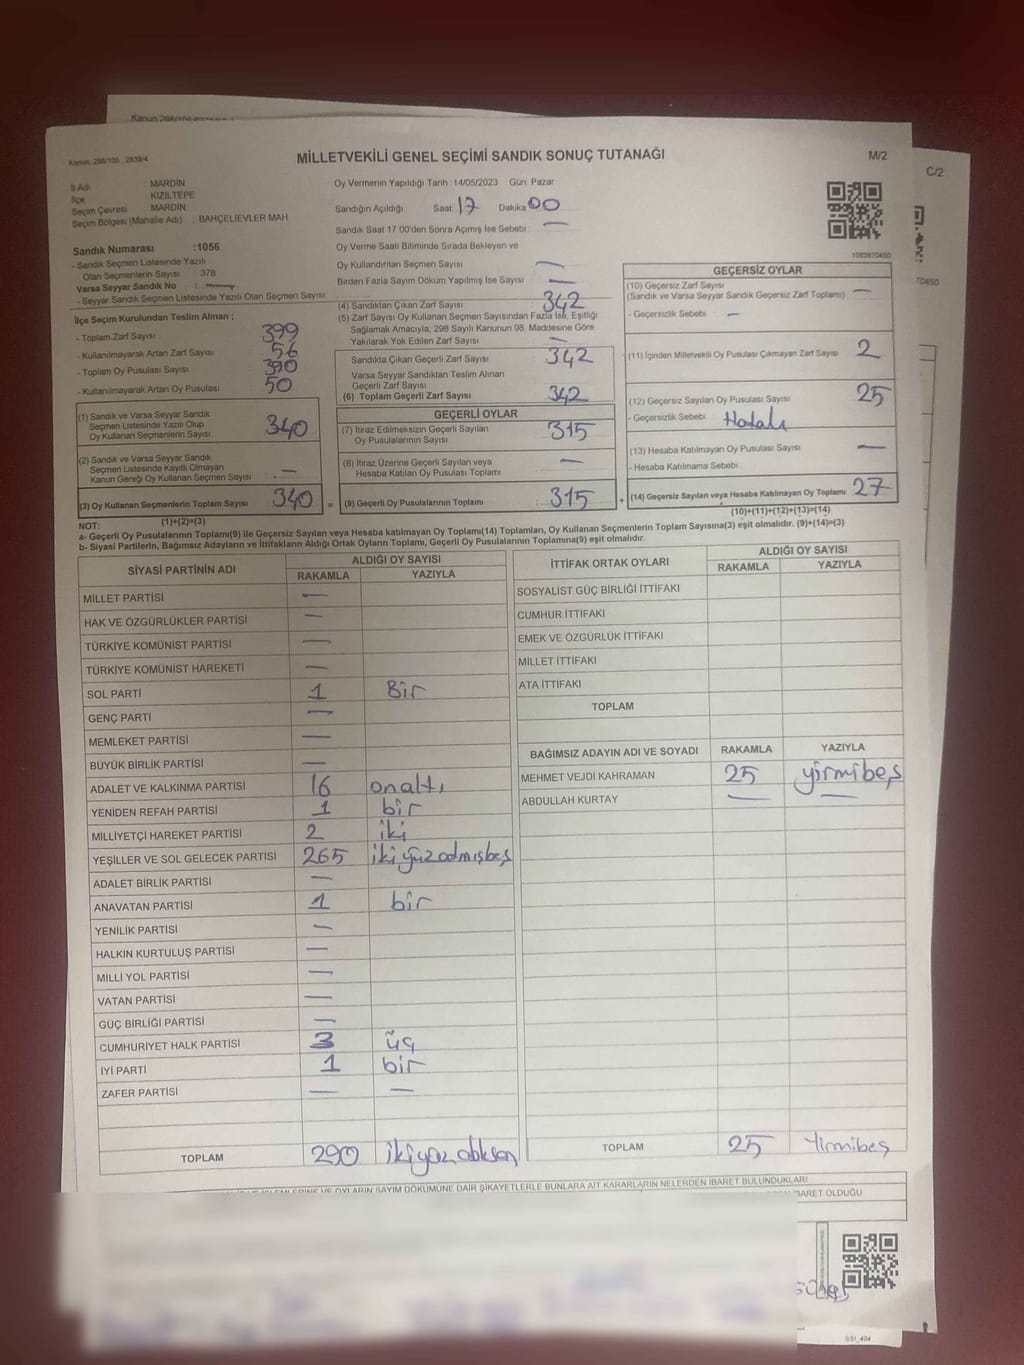 Kanun, 298/105 , 2839/4
MİLLETVEKİLİ GENEL SEÇİMİ SANDIK SONUÇ TUTANAĞI
M/2
C/2
İl Adı MARDİN
İlçe KIZILTEPE
Seçim Çevresi MARDİN
Seçim Bölgesi (Mahalle Adı) : BAHÇELİEVLER MAH
Oy Vermenin Yapıldığı Tarih :14/05/2023 Gün: Pazar
Sandığın Açıldığı Saat: 17 Dakika 00
Sandık Saat 17 00'den Sonra Açımış İse Sebebi : —
Oy Verme Saati Bitiminde Sırada Bekleyen ve
Oy Kullandırılan Seçmen Sayısı —
Birden Fazla Sayım Döküm Yapılmış İse Sayısı —
Sandık Numarası :1056
- Sandık Seçmen Listesinde Yazılı
Olan Seçmenlerin Sayısı : 378
Varsa Seyyar Sandık No : —
- Seyyar Sandık Seçmen Listesinde Yazılı Olan Seçmen Sayısı
İlçe Seçim Kurulundan Teslim Alınan ;
- Toplam Zarf Sayısı 399
- Kullanılmayarak Artan Zarf Sayısı 56
- Toplam Oy Pusulası Sayısı 390
- Kullanılmayarak Artan Oy Pusulası 50
(1) Sandık ve Varsa Seyyar Sandık
Seçmen Listesinde Yazılı Olup
Oy Kullanan Seçmenlerin Sayısı 340
(2) Sandık ve Varsa Seyyar Sandık
Seçmen Listesinde Kayıtlı Olmayan
Kanun Gereği Oy Kullanan Seçmen Sayısı —
(3) Oy Kullanan Seçmenlerin Toplam Sayısı 340 =
(1)+(2)=(3)
(4) Sandıktan Çıkan Zarf Sayısı 342
(5) Zarf Sayısı Oy Kullanan Seçmen Sayısından Fazla İse, Eşitliği
Sağlamak Amacıyla; 298 Sayılı Kanunun 98. Maddesine Göre
Yakılarak Yok Edilen Zarf Sayısı —
Sandıkta Çıkan Geçerli Zarf Sayısı 342
Varsa Seyyar Sandıktan Teslim Alınan
Geçerli Zarf Sayısı
(6) Toplam Geçerli Zarf Sayısı 342
GEÇERLİ OYLAR
(7) İtiraz Edilmeksizin Geçerli Sayılan
Oy Pusulalarının Sayısı 315
(8) İtiraz Üzerine Geçerli Sayılan veya
Hesaba Katılan Oy Pusulası Toplamı —
(9) Geçerli Oy Pusulalarının Toplamı : 315 +
1083870450
GEÇERSİZ OYLAR
(10) Geçersiz Zarf Sayısı
(Sandık ve Varsa Seyyar Sandık Geçersiz Zarf Toplamı) —
- Geçersizlik Sebebi : —
(11) İçinden Milletvekili Oy Pusulası Çıkmayan Zarf Sayısı 2
(12) Geçersiz Sayılan Oy Pusulası Sayısı 25
- Geçersizlik Sebebi Hatalı
(13) Hesaba Katılmayan Oy Pusulası Sayısı —
- Hesaba Katılmama Sebebi
(14) Geçersiz Sayılan veya Hesaba Katılmayan Oy Toplamı 27
(10)+(11)+(12)+(13)=(14)
NOT:
a- Geçerli Oy Pusulalarının Toplamı(9) ile Geçersiz Sayılan veya Hesaba katılmayan Oy Toplamı(14) Toplamları, Oy Kullanan Seçmenlerin Toplam Sayısına(3) eşit olmalıdır. (9)+(14)=(3)
b- Siyasi Partilerin, Bağımsız Adayların ve İttifakların Aldığı Ortak Oyların Toplamı, Geçerli Oy Pusulalarının Toplamına(9) eşit olmalıdır.
SİYASİ PARTİNİN ADI ALDIĞI OY SAYISI
RAKAMLA YAZIYLA
MİLLET PARTİSİ —
HAK VE ÖZGÜRLÜKLER PARTİSİ —
TÜRKİYE KOMÜNİST PARTİSİ —
TÜRKİYE KOMÜNİST HAREKETİ —
SOL PARTİ 1 Bir
GENÇ PARTİ —
MEMLEKET PARTİSİ —
BÜYÜK BİRLİK PARTİSİ —
ADALET VE KALKINMA PARTİSİ 16 onaltı
YENİDEN REFAH PARTİSİ 1 bir
MİLLİYETÇİ HAREKET PARTİSİ 2 iki
YEŞİLLER VE SOL GELECEK PARTİSİ 265 ikiyüzatmışbeş
ADALET BİRLİK PARTİSİ —
ANAVATAN PARTİSİ 1 bir
YENİLİK PARTİSİ —
HALKIN KURTULUŞ PARTİSİ —
MİLLİ YOL PARTİSİ —
VATAN PARTİSİ —
GÜÇ BİRLİĞİ PARTİSİ —
CUMHURİYET HALK PARTİSİ 3 üç
İYİ PARTİ 1 bir
ZAFER PARTİSİ — —
TOPLAM 290
İTTİFAK ORTAK OYLARI ALDIĞI OY SAYISI
RAKAMLA YAZIYLA
SOSYALİST GÜÇ BİRLİĞİ İTTİFAKI
CUMHUR İTTİFAKI
EMEK VE ÖZGÜRLÜK İTTİFAKI
MİLLET İTTİFAKI
ATA İTTİFAKI
TOPLAM
BAĞIMSIZ ADAYIN ADI VE SOYADI RAKAMLA YAZIYLA
MEHMET VEJDİ KAHRAMAN 25 yirmibeş
ABDULLAH KURTAY — —
TOPLAM 25 Yirmibeş
OYLARIN SAYIM DÖKÜMÜNE DAİR ŞİKAYETLERLE BUNLARA AİT KARARLARIN NELERDEN İBARET BULUNDUKLARI
İBARET OLDUĞU